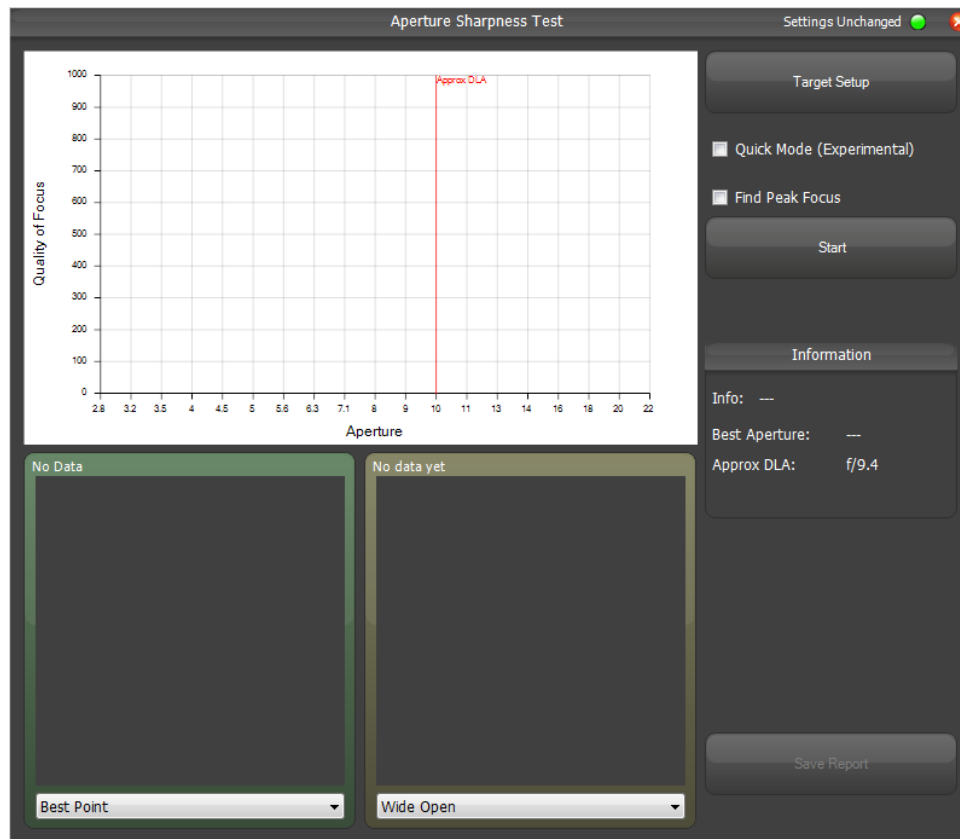 Aperture Sharpness Test
Settings Unchanged
Target Setup
Quick Mode (Experimental)
Find Peak Focus
Start
Approx DLA
1000
900
800
700
600
500
400
300
200
100
0
Quality of Focus
2.8 3.2 3.5 4 4.5 5 5.6 6.3 7.1 8 9 10 11 13 14 16 18 20 22
Aperture
Information
Info: ---
Best Aperture: ---
Approx DLA: f/9.4
No Data
Best Point
No data yet
Wide Open
Save Report